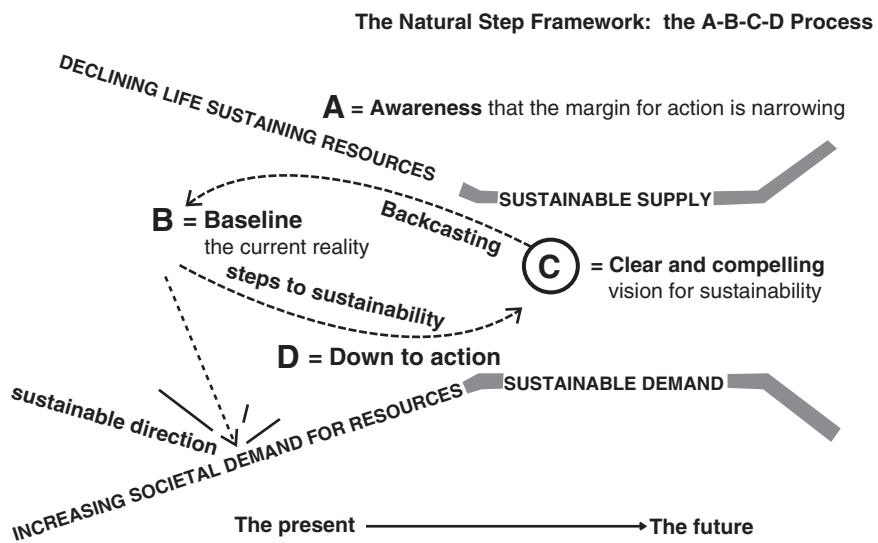 The Natural Step Framework: the A-B-C-D Process
DECLINING LIFE SUSTAINING RESOURCES
A = Awareness that the margin for action is narrowing
SUSTAINABLE SUPPLY
Backcasting
B = Baseline
the current reality
C = Clear and compelling
vision for sustainability
steps to sustainability
D = Down to action
SUSTAINABLE DEMAND
sustainable direction
INCREASING SOCIETAL DEMAND FOR RESOURCES
The present
The future